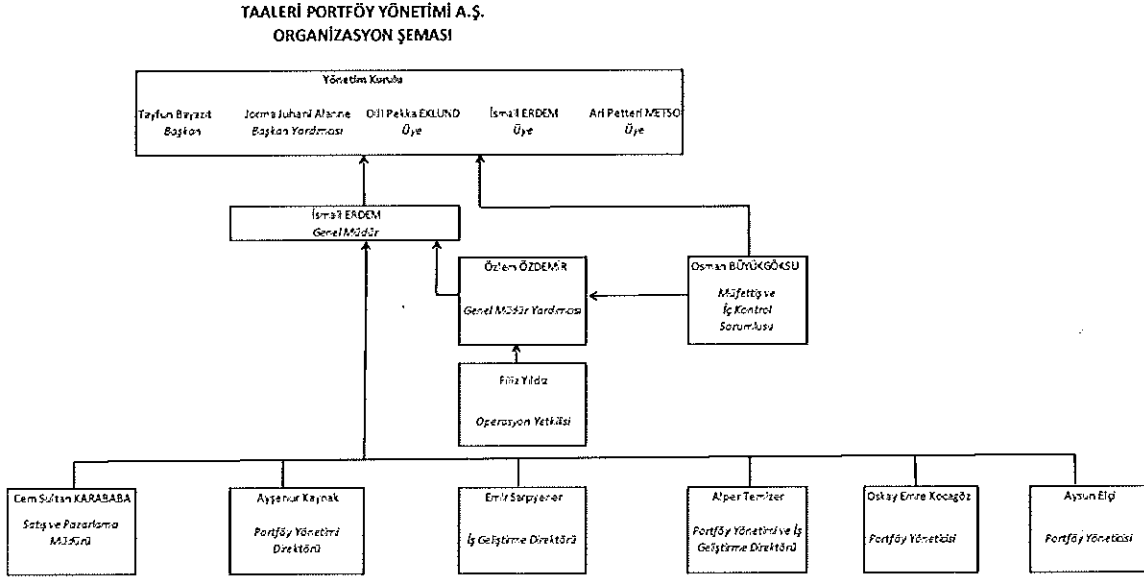 TAALERİ PORTFÖY YÖNETİMİ A.Ş.
ORGANİZASYON ŞEMASI
Yönetim Kurulu
Tayfun Bayazıt
Başkan
Jorma Juhani Alanne
Başkan Yardımcısı
Olli Pekka EKLUND
Üye
İsmail ERDEM
Üye
Ari Petteri METSO
Üye
İsmail ERDEM
Genel Müdür
Özlem ÖZDEMİR
Genel Müdür Yardımcısı
Osman BÜYÜKGÖKSU
Müfettiş ve
İç Kontrol
Sorumlusu
Filiz Yıldız
Operasyon Yetkilisi
Cem Sultan KARABABA
Satış ve Pazarlama
Müdürü
Ayşenur Kaynak
Portföy Yönetimi
Direktörü
Emir Sarpyener
İş Geliştirme Direktörü
Alper Temizer
Portföy Yönetimi ve İş
Geliştirme Direktörü
Oskay Emre Kocagöz
Portföy Yöneticisi
Aysun Elçi
Portföy Yöneticisi